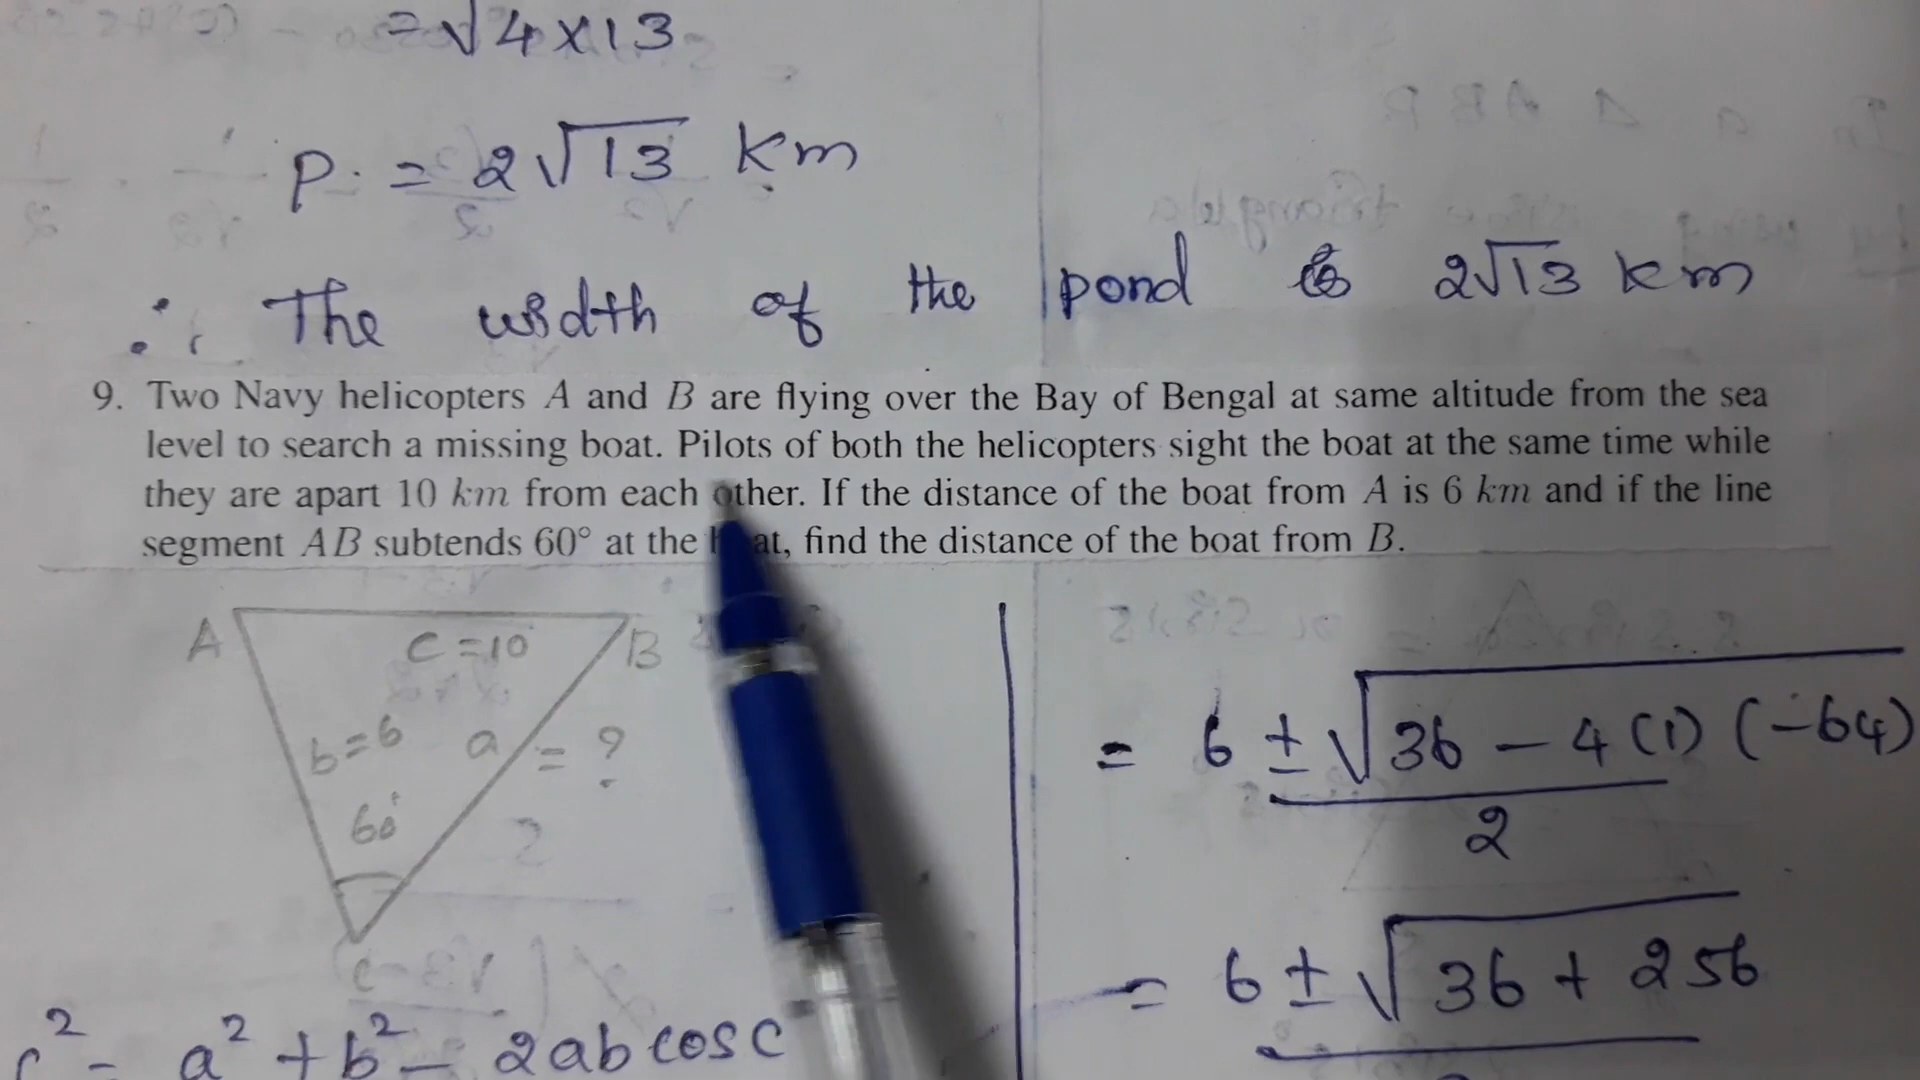 = √4×13
P = 2√13 km
∴ The width of the pond is 2√13 km
9. Two Navy helicopters A and B are flying over the Bay of Bengal at same altitude from the sea
level to search a missing boat. Pilots of both the helicopters sight the boat at the same time while
they are apart 10 km from each other. If the distance of the boat from A is 6 km and if the line
segment AB subtends 60° at the boat, find the distance of the boat from B.
A c = 10 B
b = 6 a = ?
60°
c² = a² + b² - 2ab cos C
= 6 ± √36 - 4(1)(-64)
2
= 6 ± √36 + 256